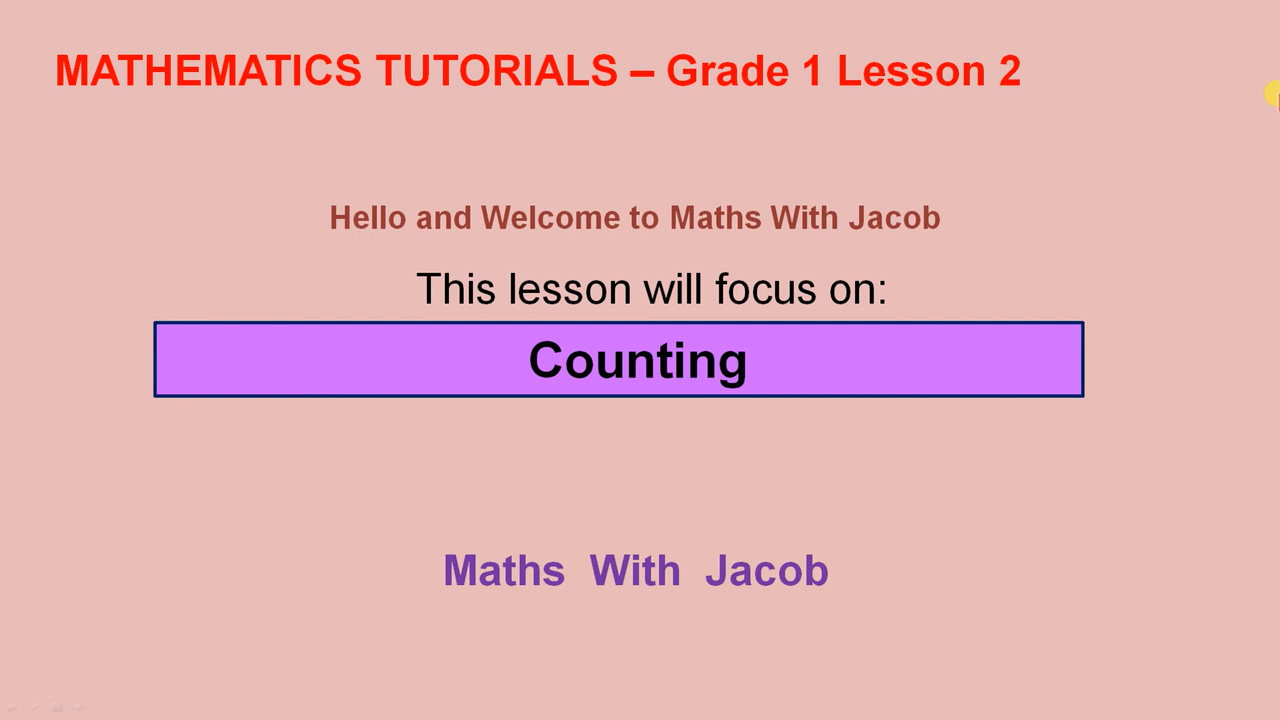 MATHEMATICS TUTORIALS – Grade 1 Lesson 2
Hello and Welcome to Maths With Jacob
This lesson will focus on:
Counting
Maths With Jacob